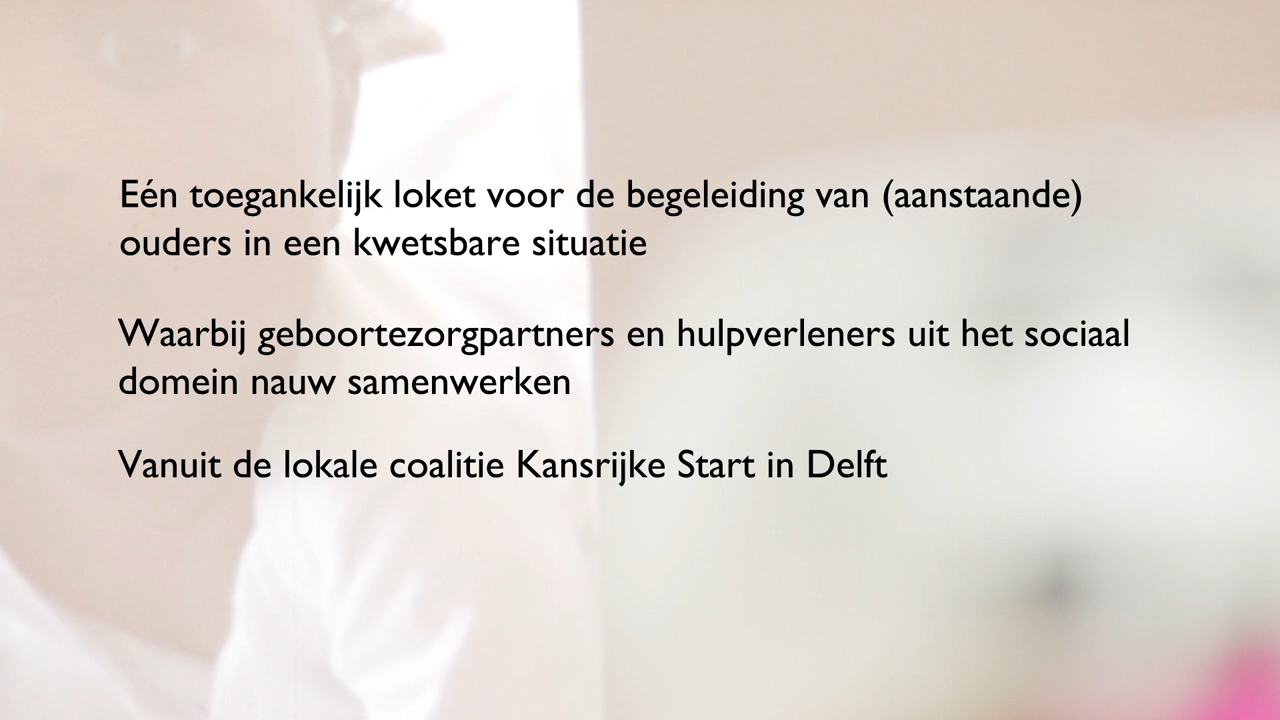 Eén toegankelijk loket voor de begeleiding van (aanstaande)
ouders in een kwetsbare situatie
Waarbij geboortezorgpartners en hulpverleners uit het sociaal
domein nauw samenwerken
Vanuit de lokale coalitie Kansrijke Start in Delft